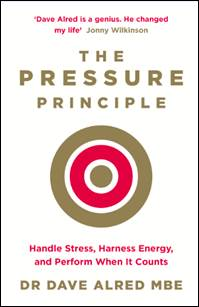 ‘Dave Alred is a genius. He changed
my life’ Jonny Wilkinson
THE
PRESSURE
PRINCIPLE
Handle Stress, Harness Energy,
and Perform When It Counts
DR DAVE ALRED MBE